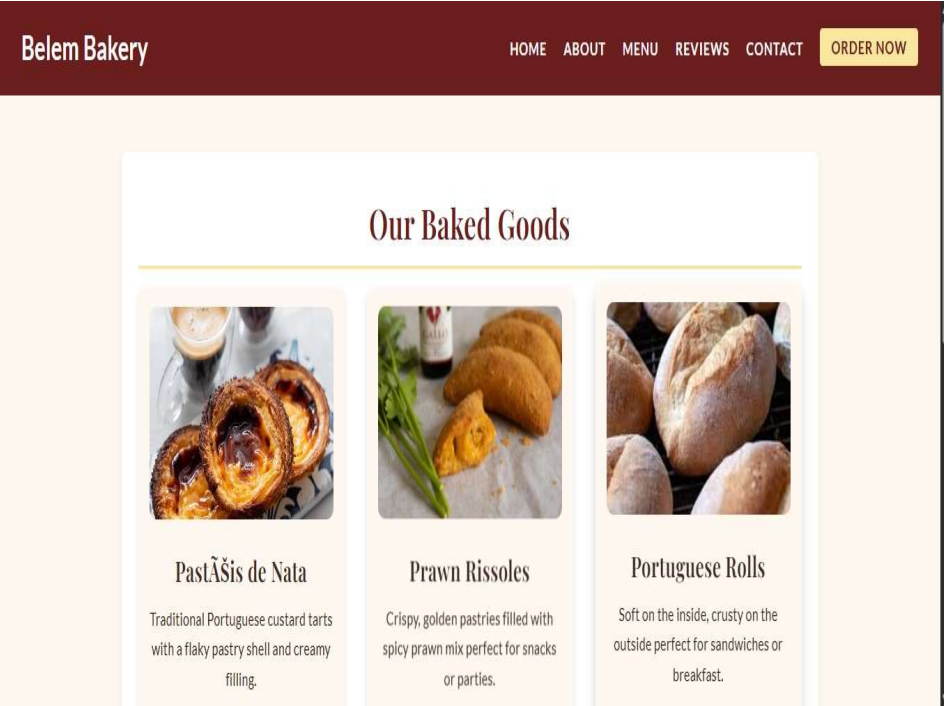 Belem Bakery
HOME ABOUT MENU REVIEWS CONTACT ORDER NOW
Our Baked Goods
GALLO
PastÃŠis de Nata
Traditional Portuguese custard tarts
with a flaky pastry shell and creamy
filling.
Prawn Rissoles
Crispy, golden pastries filled with
spicy prawn mix perfect for snacks
or parties.
Portuguese Rolls
Soft on the inside, crusty on the
outside perfect for sandwiches or
breakfast.